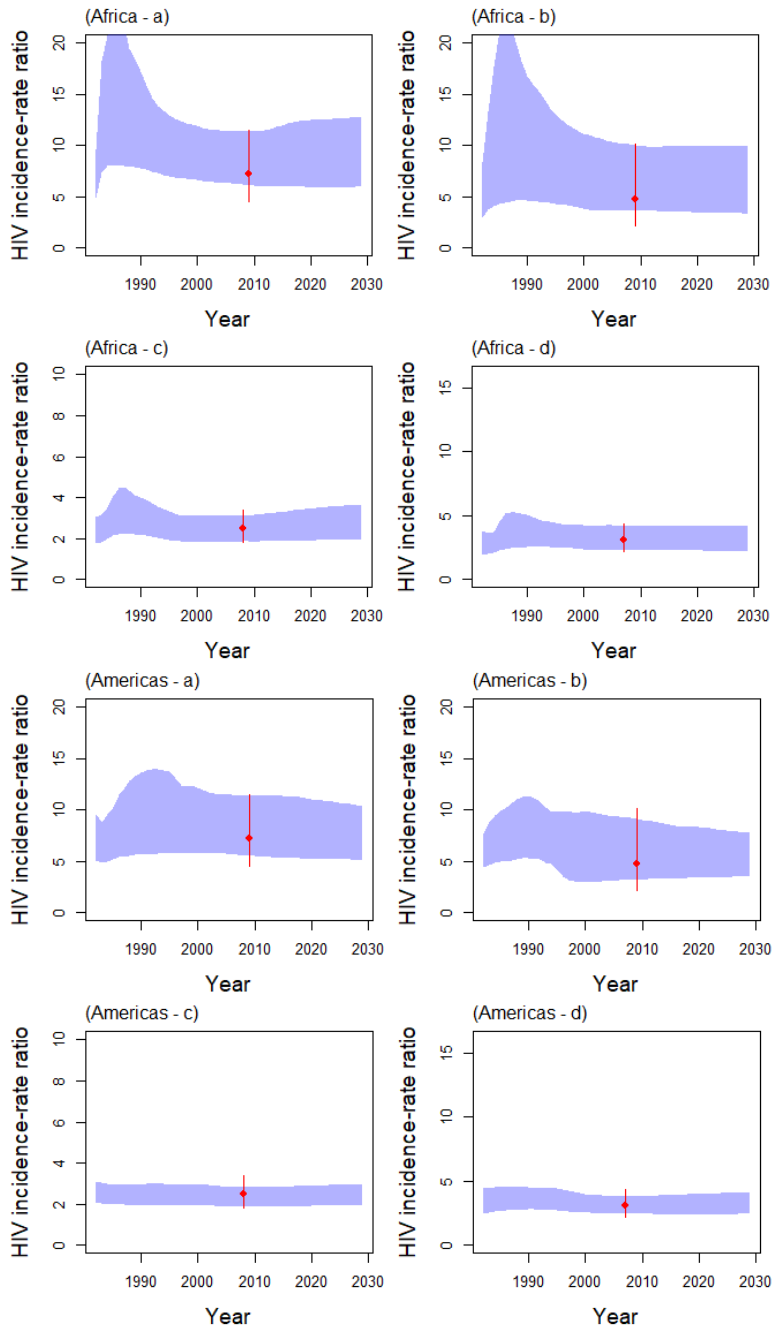 (Africa - a)
HIV incidence-rate ratio
0 5 10 15 20
1990 2000 2010 2020 2030
Year
(Africa - b)
HIV incidence-rate ratio
0 5 10 15 20
1990 2000 2010 2020 2030
Year
(Africa - c)
HIV incidence-rate ratio
0 2 4 6 8 10
1990 2000 2010 2020 2030
Year
(Africa - d)
HIV incidence-rate ratio
0 5 10 15
1990 2000 2010 2020 2030
Year
(Americas - a)
HIV incidence-rate ratio
0 5 10 15 20
1990 2000 2010 2020 2030
Year
(Americas - b)
HIV incidence-rate ratio
0 5 10 15 20
1990 2000 2010 2020 2030
Year
(Americas - c)
HIV incidence-rate ratio
0 2 4 6 8 10
1990 2000 2010 2020 2030
Year
(Americas - d)
HIV incidence-rate ratio
0 5 10 15
1990 2000 2010 2020 2030
Year